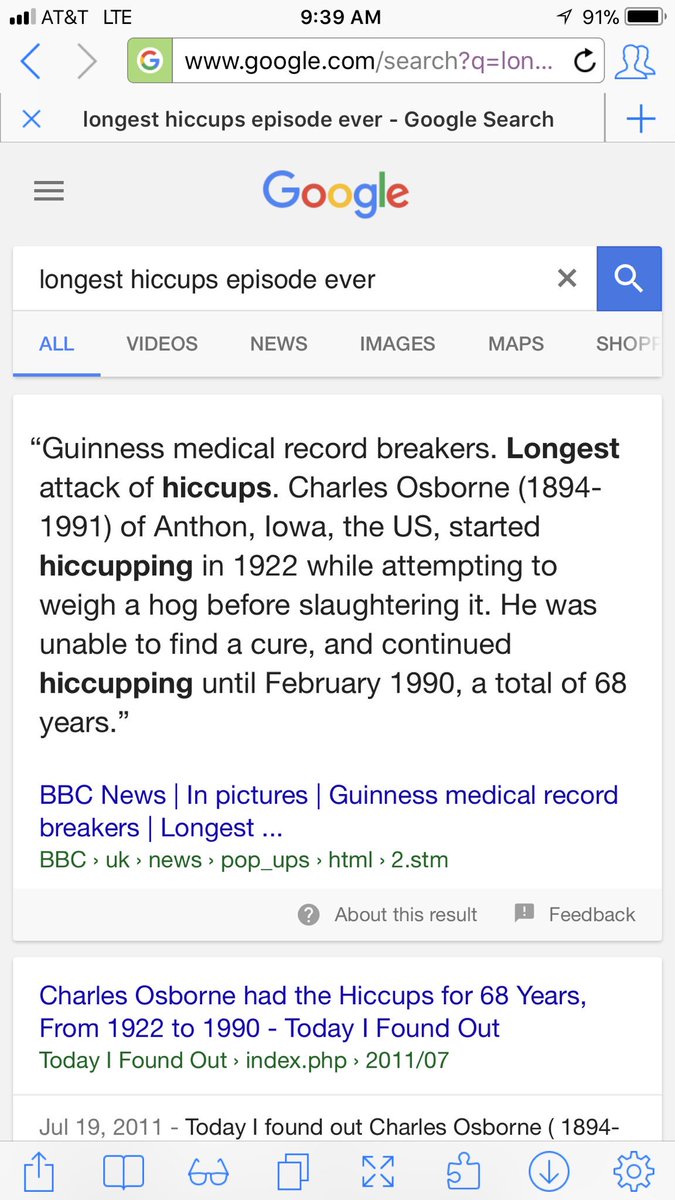 AT&T LTE 9:39 AM 91%
www.google.com/search?q=lon...
longest hiccups episode ever - Google Search
Google
longest hiccups episode ever
ALL VIDEOS NEWS IMAGES MAPS SHOPP
“Guinness medical record breakers. Longest
attack of hiccups. Charles Osborne (1894-
1991) of Anthon, Iowa, the US, started
hiccupping in 1922 while attempting to
weigh a hog before slaughtering it. He was
unable to find a cure, and continued
hiccupping until February 1990, a total of 68
years.”
BBC News | In pictures | Guinness medical record
breakers | Longest ...
BBC › uk › news › pop_ups › html › 2.stm
About this result Feedback
Charles Osborne had the Hiccups for 68 Years,
From 1922 to 1990 - Today I Found Out
Today I Found Out › index.php › 2011/07
Jul 19, 2011 - Today I found out Charles Osborne ( 1894-